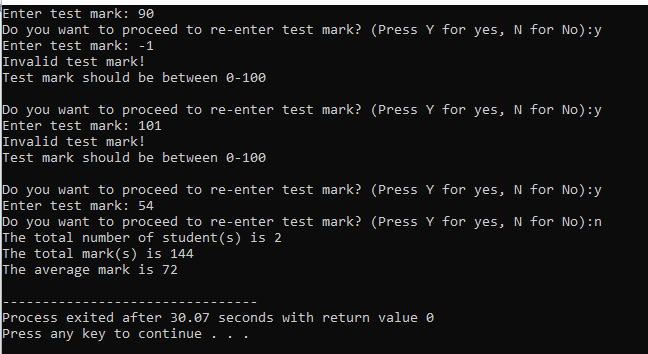 Enter test mark: 90
Do you want to proceed to re-enter test mark? (Press Y for yes, N for No):y
Enter test mark: -1
Invalid test mark!
Test mark should be between 0-100
Do you want to proceed to re-enter test mark? (Press Y for yes, N for No):y
Enter test mark: 101
Invalid test mark!
Test mark should be between 0-100
Do you want to proceed to re-enter test mark? (Press Y for yes, N for No):y
Enter test mark: 54
Do you want to proceed to re-enter test mark? (Press Y for yes, N for No):n
The total number of student(s) is 2
The total mark(s) is 144
The average mark is 72
--------------------------------
Process exited after 30.07 seconds with return value 0
Press any key to continue . . .